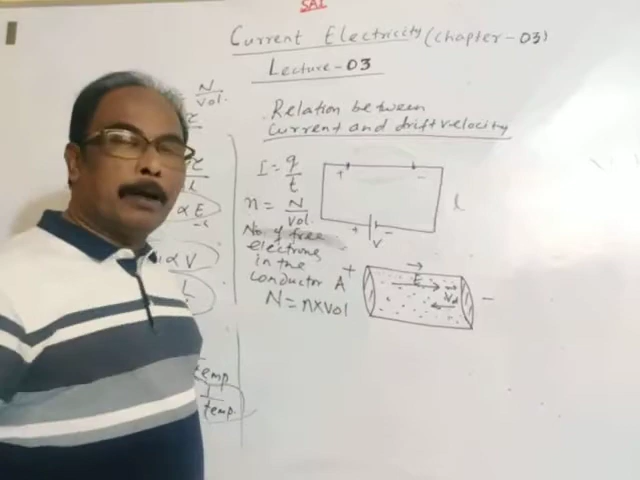 SAI
Current Electricity (Chapter-03)
Lecture-03
Relation between
current and drift velocity
I = q/t
n = N/Vol.
No. of free
electrons
in the
conductor
N = n×vol
+ −
+ −
V
l
A
+ −
E
Vd
N/Vol.
τ
α E
α V
temp
1/temp.